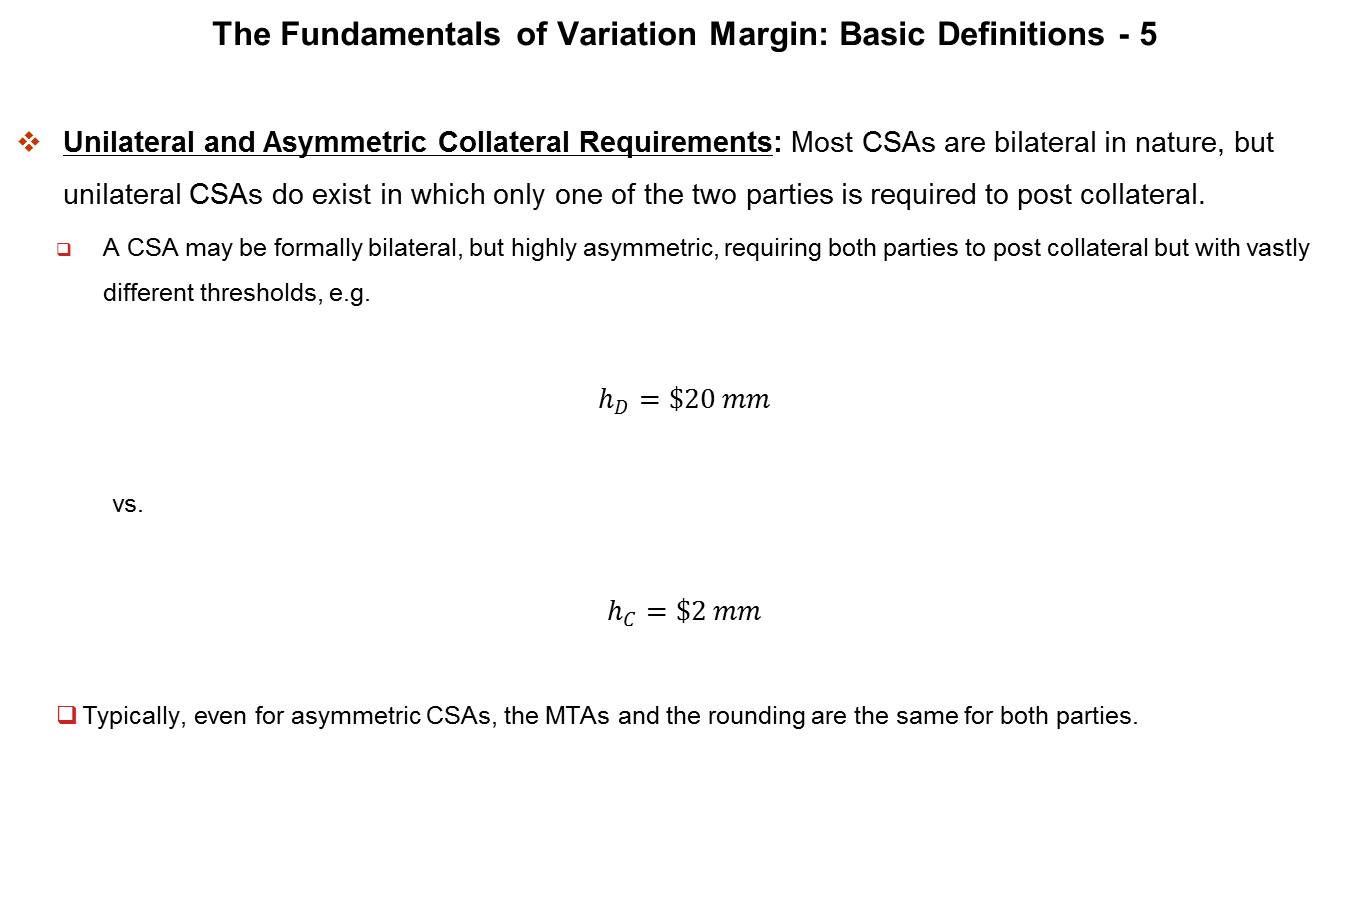 The Fundamentals of Variation Margin: Basic Definitions - 5
❖ Unilateral and Asymmetric Collateral Requirements: Most CSAs are bilateral in nature, but
unilateral CSAs do exist in which only one of the two parties is required to post collateral.
❑ A CSA may be formally bilateral, but highly asymmetric, requiring both parties to post collateral but with vastly
different thresholds, e.g.
h_D = $20 mm
vs.
h_C = $2 mm
❑ Typically, even for asymmetric CSAs, the MTAs and the rounding are the same for both parties.